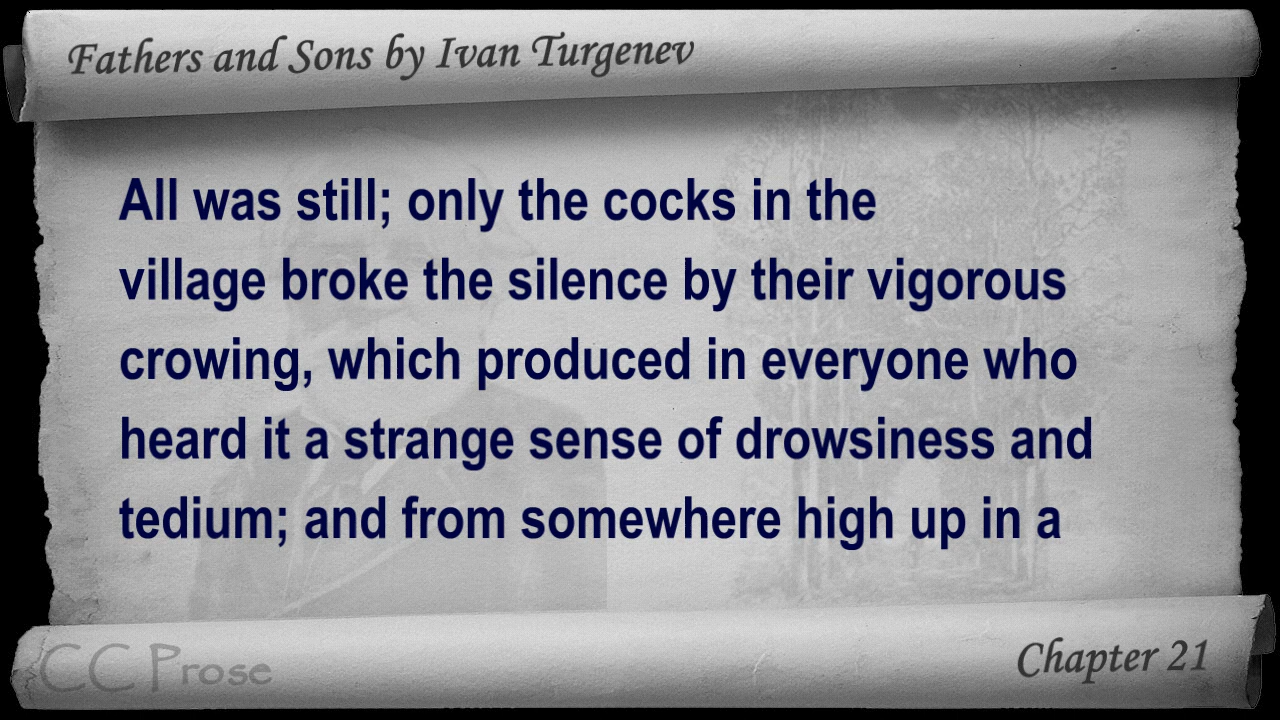 Fathers and Sons by Ivan Turgenev
All was still; only the cocks in the
village broke the silence by their vigorous
crowing, which produced in everyone who
heard it a strange sense of drowsiness and
tedium; and from somewhere high up in a
CC Prose
Chapter 21